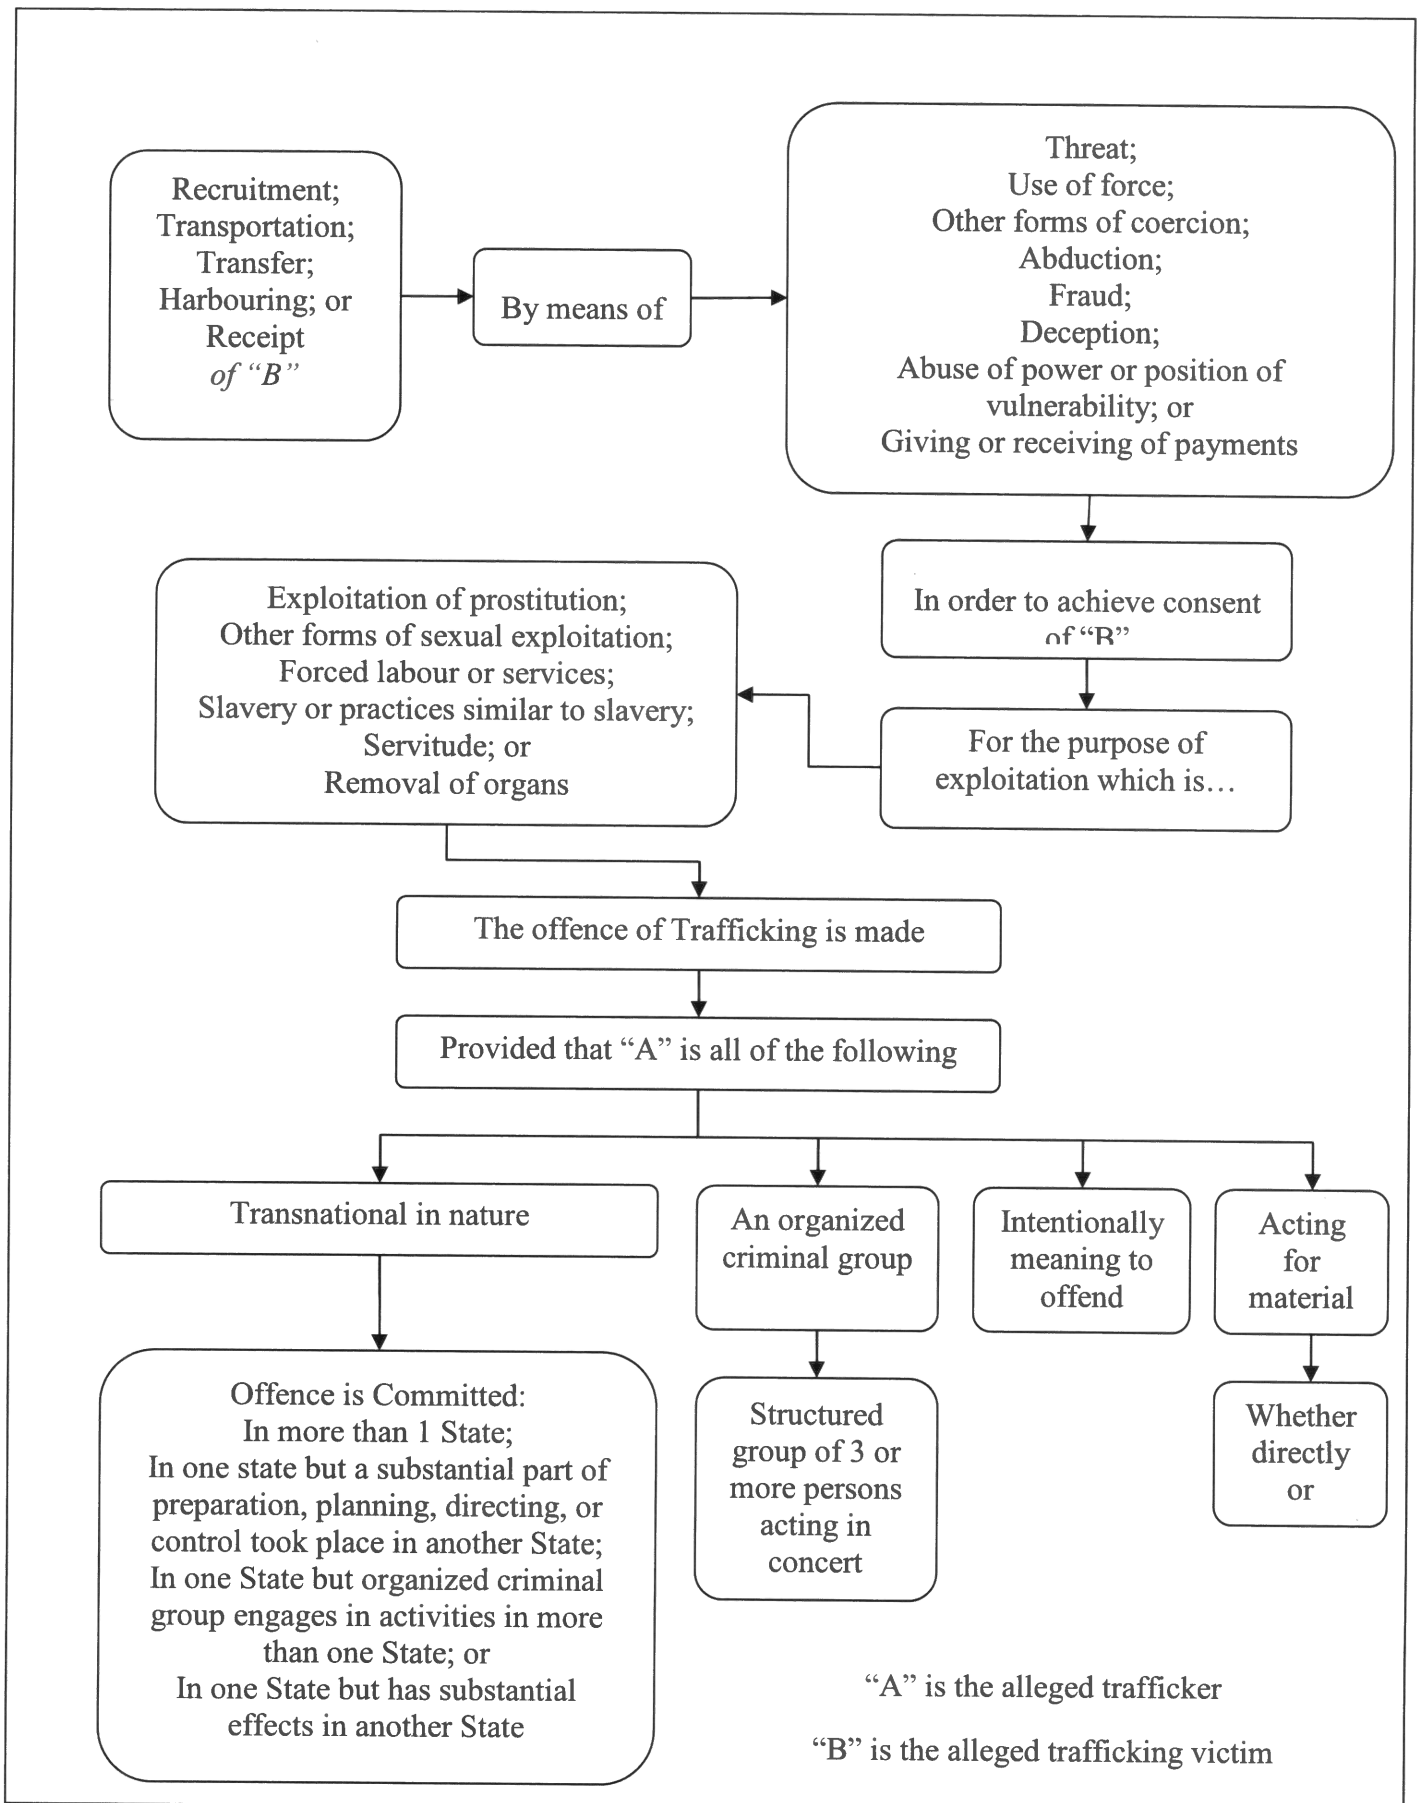 Recruitment;
Transportation;
Transfer;
Harbouring; or
Receipt
of “B”
By means of
Threat;
Use of force;
Other forms of coercion;
Abduction;
Fraud;
Deception;
Abuse of power or position of
vulnerability; or
Giving or receiving of payments
In order to achieve consent
of “B”
For the purpose of
exploitation which is…
Exploitation of prostitution;
Other forms of sexual exploitation;
Forced labour or services;
Slavery or practices similar to slavery;
Servitude; or
Removal of organs
The offence of Trafficking is made
Provided that “A” is all of the following
Transnational in nature
An organized
criminal group
Intentionally
meaning to
offend
Acting
for
material
Offence is Committed:
In more than 1 State;
In one state but a substantial part of
preparation, planning, directing, or
control took place in another State;
In one State but organized criminal
group engages in activities in more
than one State; or
In one State but has substantial
effects in another State
Structured
group of 3 or
more persons
acting in
concert
Whether
directly
or
“A” is the alleged trafficker
“B” is the alleged trafficking victim